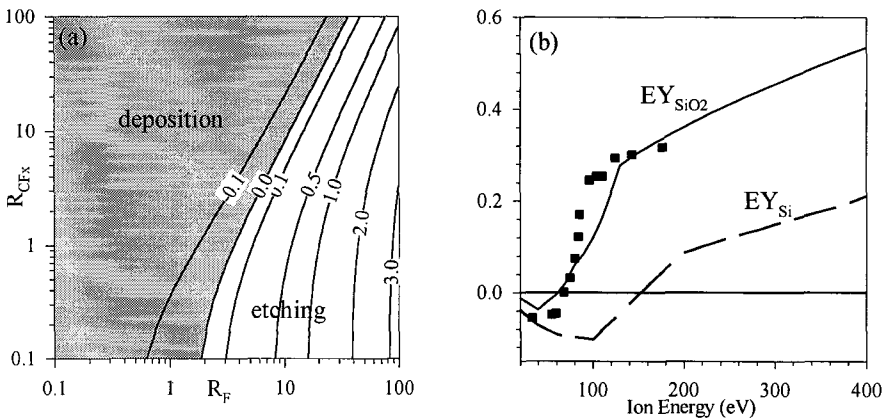 (a)
100
10
1
0.1
R_CFx
deposition
etching
-0.1
0.0
0.1
0.5
1.0
2.0
3.0
0.1
1
R_F
10
100
(b)
0.6
0.4
0.2
0.0
EY_SiO2
EY_Si
100
200
300
400
Ion Energy (eV)